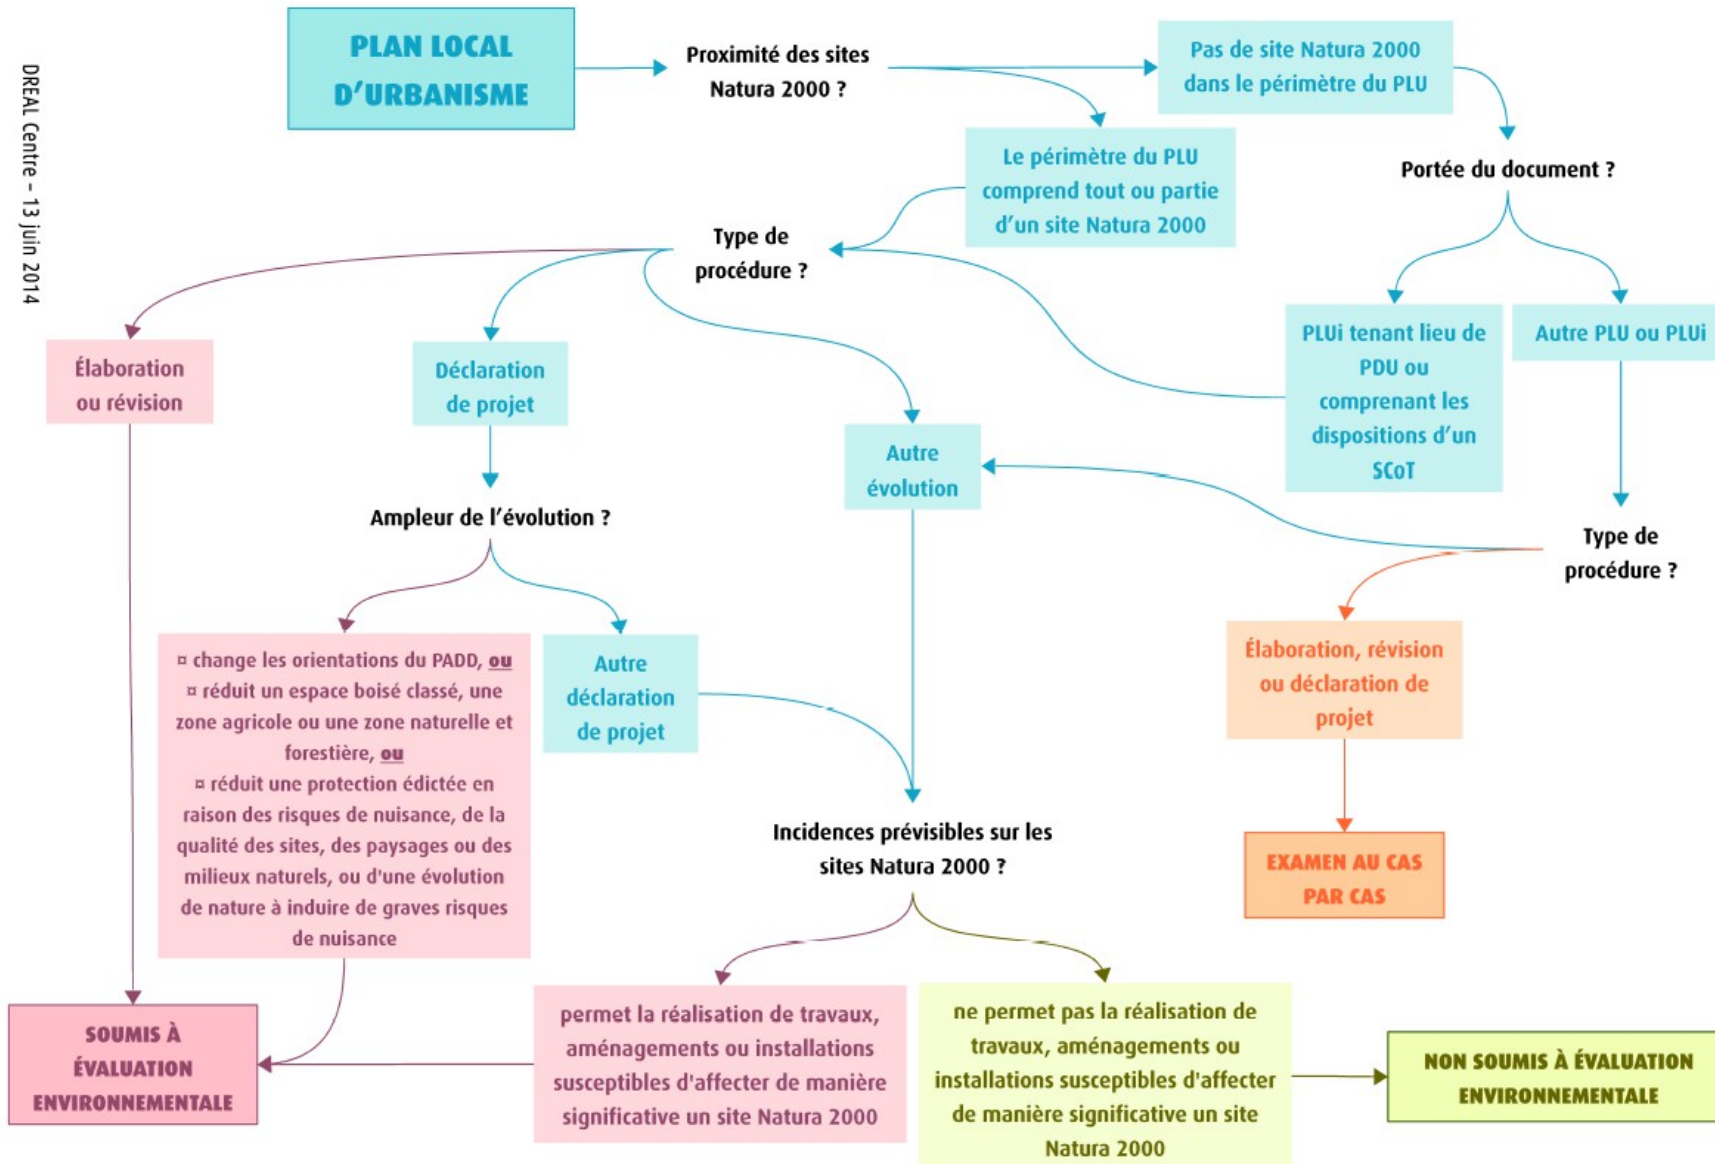 DREAL Centre – 13 juin 2014
PLAN LOCAL
D'URBANISME
Proximité des sites
Natura 2000 ?
Pas de site Natura 2000
dans le périmètre du PLU
Le périmètre du PLU
comprend tout ou partie
d'un site Natura 2000
Portée du document ?
Type de
procédure ?
PLUi tenant lieu de
PDU ou
comprenant les
dispositions d'un
SCoT
Autre PLU ou PLUi
Élaboration
ou révision
Déclaration
de projet
Autre
évolution
Ampleur de l'évolution ?
Type de
procédure ?
¤ change les orientations du PADD, ou
¤ réduit un espace boisé classé, une
zone agricole ou une zone naturelle et
forestière, ou
¤ réduit une protection édictée en
raison des risques de nuisance, de la
qualité des sites, des paysages ou des
milieux naturels, ou d'une évolution
de nature à induire de graves risques
de nuisance
Autre
déclaration
de projet
Élaboration, révision
ou déclaration de
projet
Incidences prévisibles sur les
sites Natura 2000 ?
EXAMEN AU CAS
PAR CAS
SOUMIS À
ÉVALUATION
ENVIRONNEMENTALE
permet la réalisation de travaux,
aménagements ou installations
susceptibles d'affecter de manière
significative un site Natura 2000
ne permet pas la réalisation de
travaux, aménagements ou
installations susceptibles d'affecter
de manière significative un site
Natura 2000
NON SOUMIS À ÉVALUATION
ENVIRONNEMENTALE